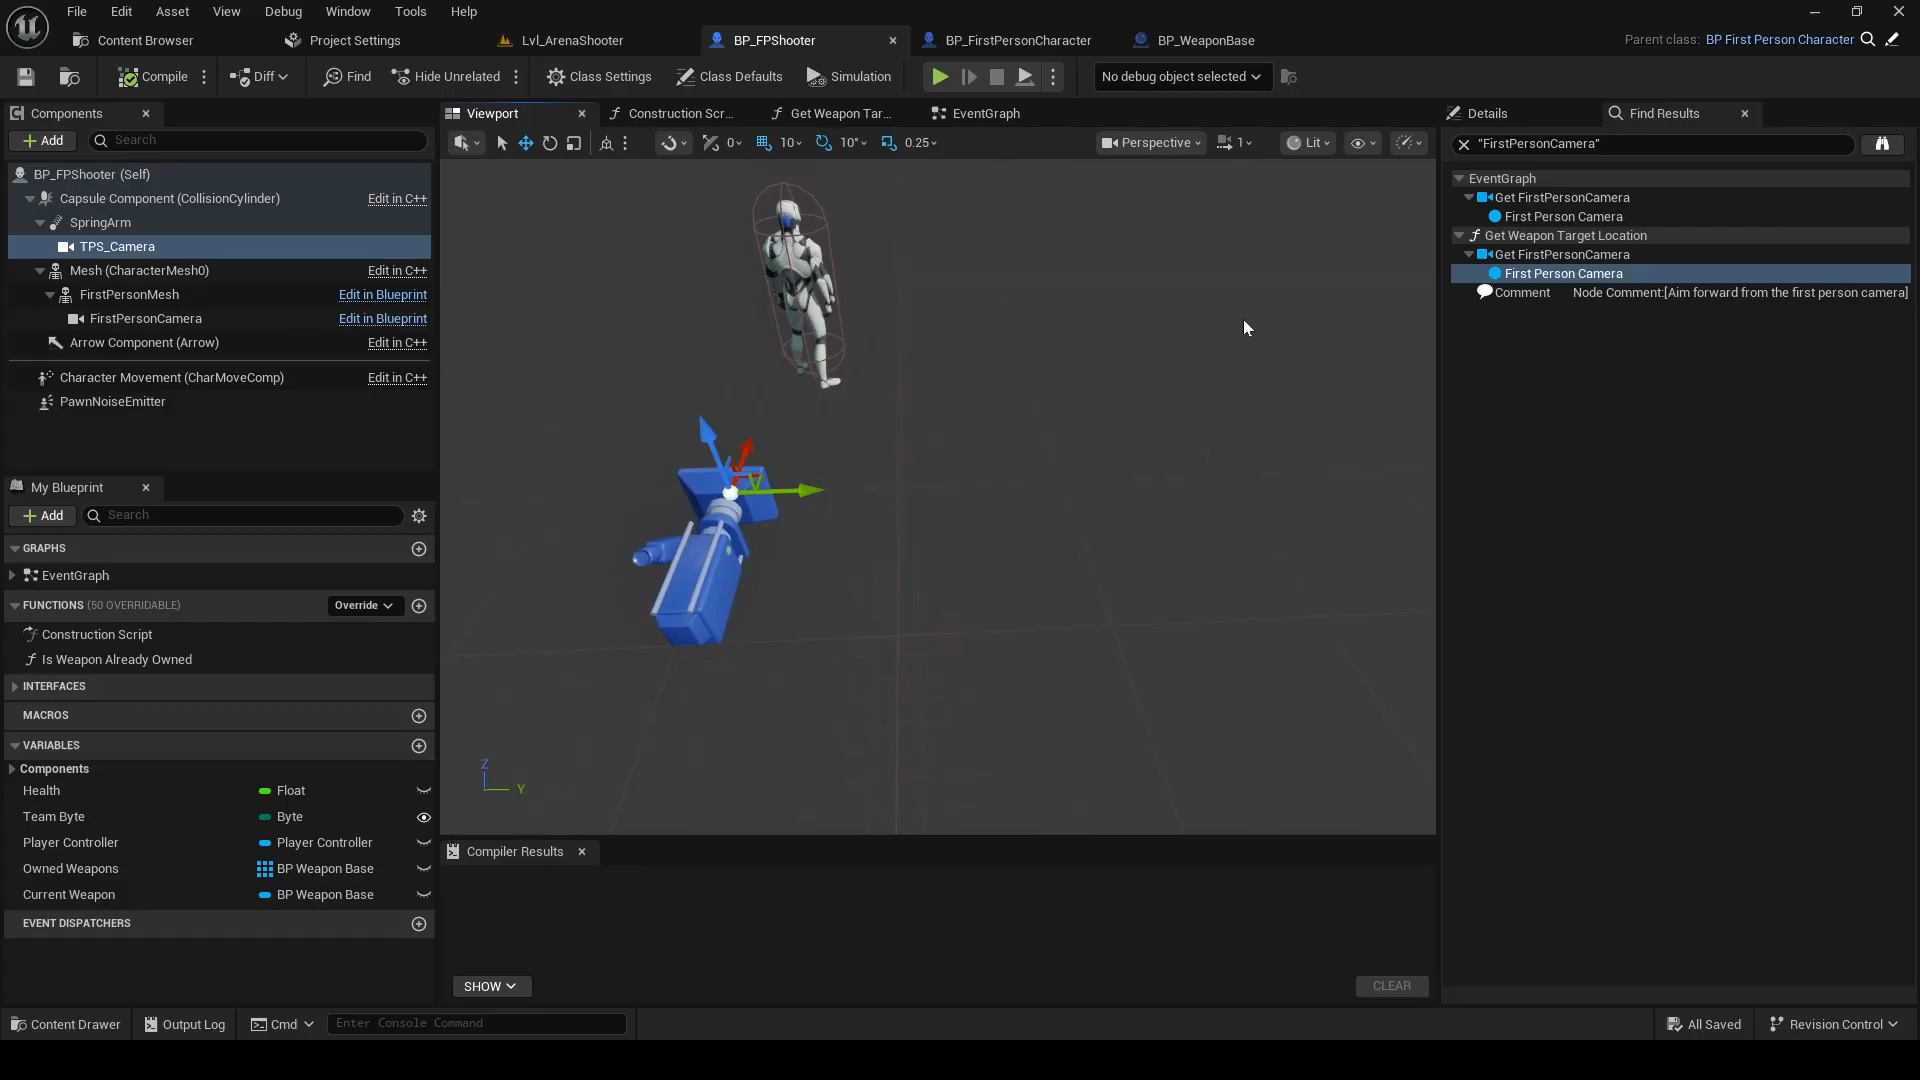 File Edit Asset View Debug Window Tools Help
Content Browser Project Settings Lvl_ArenaShooter BP_FPShooter BP_FirstPersonCharacter BP_WeaponBase Parent class: BP First Person Character
Compile Diff Find Hide Unrelated Class Settings Class Defaults Simulation No debug object selected
Components
Add Search
BP_FPShooter (Self)
Capsule Component (CollisionCylinder) Edit in C++
SpringArm
TPS_Camera
Mesh (CharacterMesh0) Edit in C++
FirstPersonMesh Edit in Blueprint
FirstPersonCamera Edit in Blueprint
Arrow Component (Arrow) Edit in C++
Character Movement (CharMoveComp) Edit in C++
PawnNoiseEmitter
My Blueprint
Add Search
GRAPHS
EventGraph
FUNCTIONS (50 OVERRIDABLE) Override
Construction Script
Is Weapon Already Owned
INTERFACES
MACROS
VARIABLES
Components
Health Float
Team Byte Byte
Player Controller Player Controller
Owned Weapons BP Weapon Base
Current Weapon BP Weapon Base
EVENT DISPATCHERS
Viewport Construction Scr... Get Weapon Tar... EventGraph
0 10 10° 0.25 Perspective 1 Lit
Z
Y
Compiler Results
SHOW CLEAR
Details Find Results
"FirstPersonCamera"
EventGraph
Get FirstPersonCamera
First Person Camera
Get Weapon Target Location
Get FirstPersonCamera
First Person Camera
Comment Node Comment:[Aim forward from the first person camera]
Content Drawer Output Log Cmd Enter Console Command All Saved Revision Control